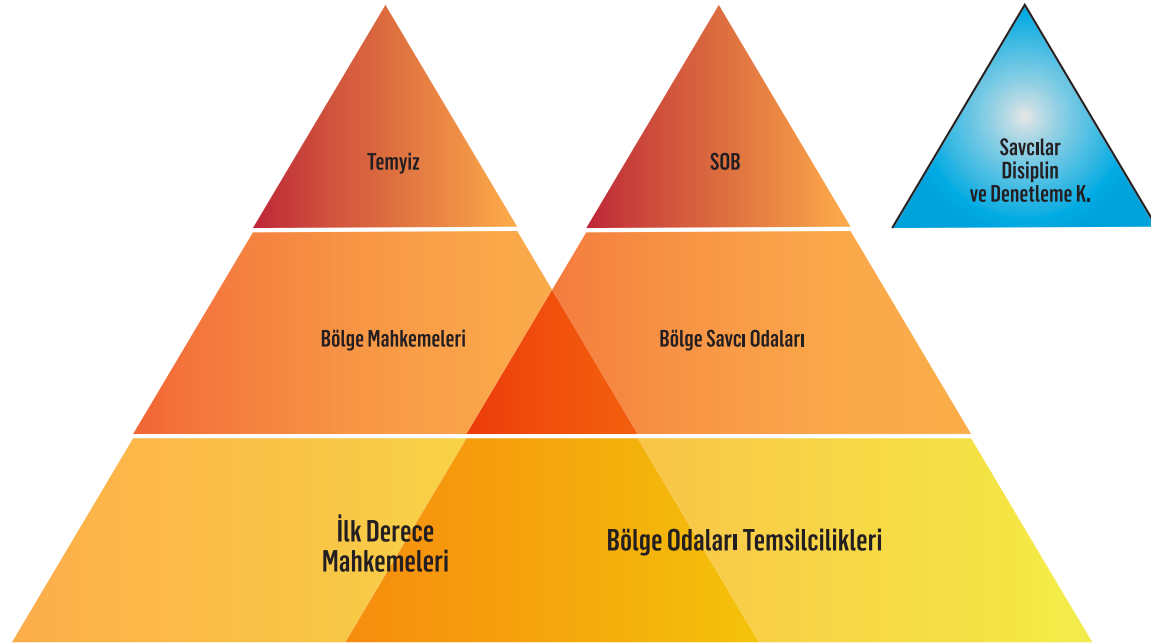 Temyiz
SOB
Savcılar
Disiplin
ve Denetleme K.
Bölge Mahkemeleri
Bölge Savcı Odaları
İlk Derece
Mahkemeleri
Bölge Odaları Temsilcilikleri